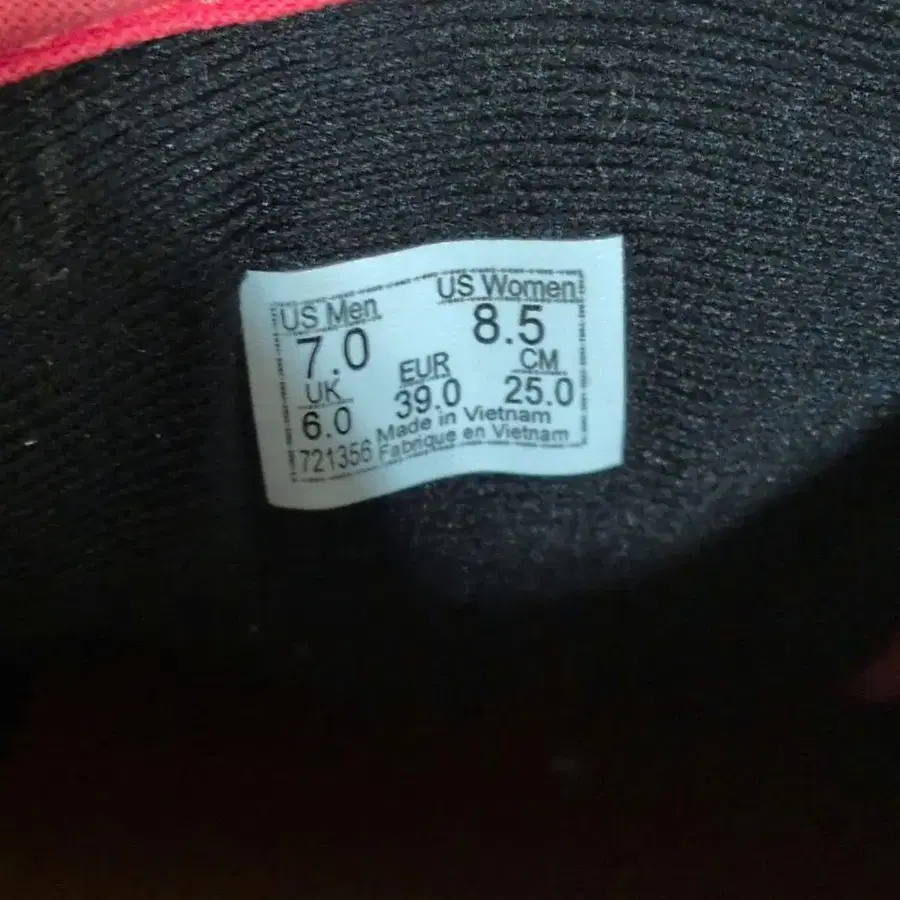 US Men US Women
7.0 8.5
UK EUR CM
6.0 39.0 25.0
Made in Vietnam
721356 Fabrique en Vietnam